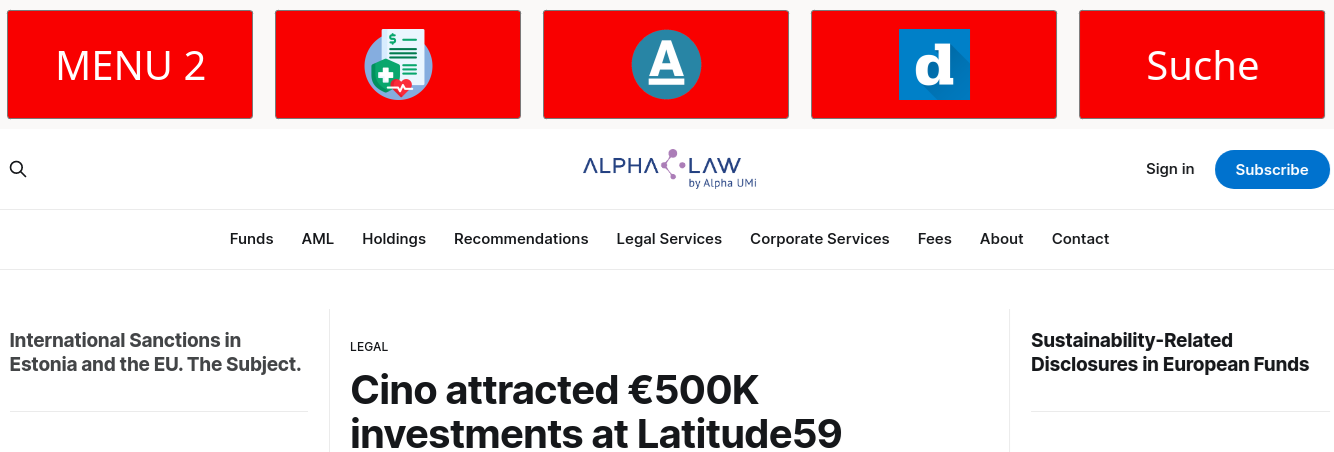 MENU 2
$
A
d
Suche
ALPHA LAW
by Alpha UMi
Sign in
Subscribe
Funds AML Holdings Recommendations Legal Services Corporate Services Fees About Contact
International Sanctions in
Estonia and the EU. The Subject.
LEGAL
Cino attracted €500K
investments at Latitude59
Sustainability-Related
Disclosures in European Funds